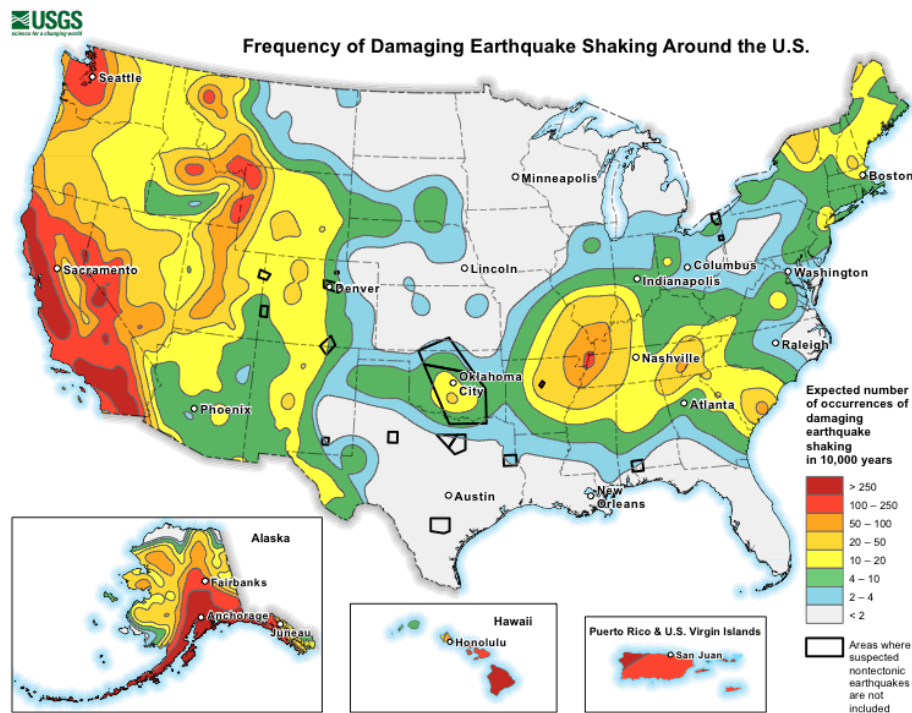 USGS
science for a changing world
Frequency of Damaging Earthquake Shaking Around the U.S.
Seattle
Minneapolis
Boston
Sacramento
Lincoln
Columbus
Denver
Indianapolis
Washington
Nashville
Raleigh
Oklahoma
City
Phoenix
Atlanta
Austin
New
Orleans
Expected number
of occurrences of
damaging
earthquake
shaking
in 10,000 years
> 250
100 – 250
50 – 100
20 – 50
10 – 20
4 – 10
2 – 4
< 2
Areas where
suspected
nontectonic
earthquakes
are not
included
Alaska
Fairbanks
Anchorage
Juneau
Hawaii
Honolulu
Puerto Rico & U.S. Virgin Islands
San Juan